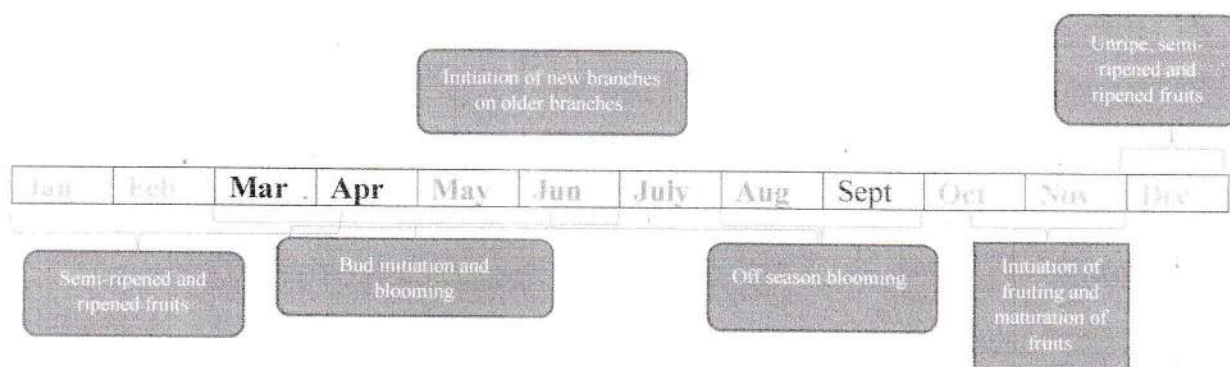 Unripe, semi-
ripened and
ripened fruits
Initiation of new branches
on older branches
Jan Feb Mar Apr May Jun July Aug Sept Oct Nov Dec
Semi-ripened and
ripened fruits
Bud initiation and
blooming
Off season blooming
Initiation of
fruiting and
maturation of
fruits